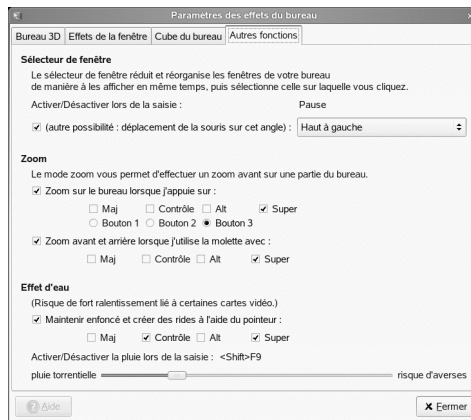 Paramètres des effets du bureau
Bureau 3D Effets de la fenêtre Cube du bureau Autres fonctions
Sélecteur de fenêtre
Le sélecteur de fenêtre réduit et réorganise les fenêtres de votre bureau
de manière à les afficher en même temps, puis sélectionne celle sur laquelle vous cliquez.
Activer/Désactiver lors de la saisie : Pause
(autre possibilité : déplacement de la souris sur cet angle) : Haut à gauche
Zoom
Le mode zoom vous permet d'effectuer un zoom avant sur une partie du bureau.
Zoom sur le bureau lorsque j'appuie sur :
Maj Contrôle Alt Super
Bouton 1 Bouton 2 Bouton 3
Zoom avant et arrière lorsque j'utilise la molette avec :
Maj Contrôle Alt Super
Effet d'eau
(Risque de fort ralentissement lié à certaines cartes vidéo.)
Maintenir enfoncé et créer des rides à l'aide du pointeur :
Maj Contrôle Alt Super
Activer/Désactiver la pluie lors de la saisie : <Shift>F9
pluie torrentielle risque d'averses
Aide Fermer